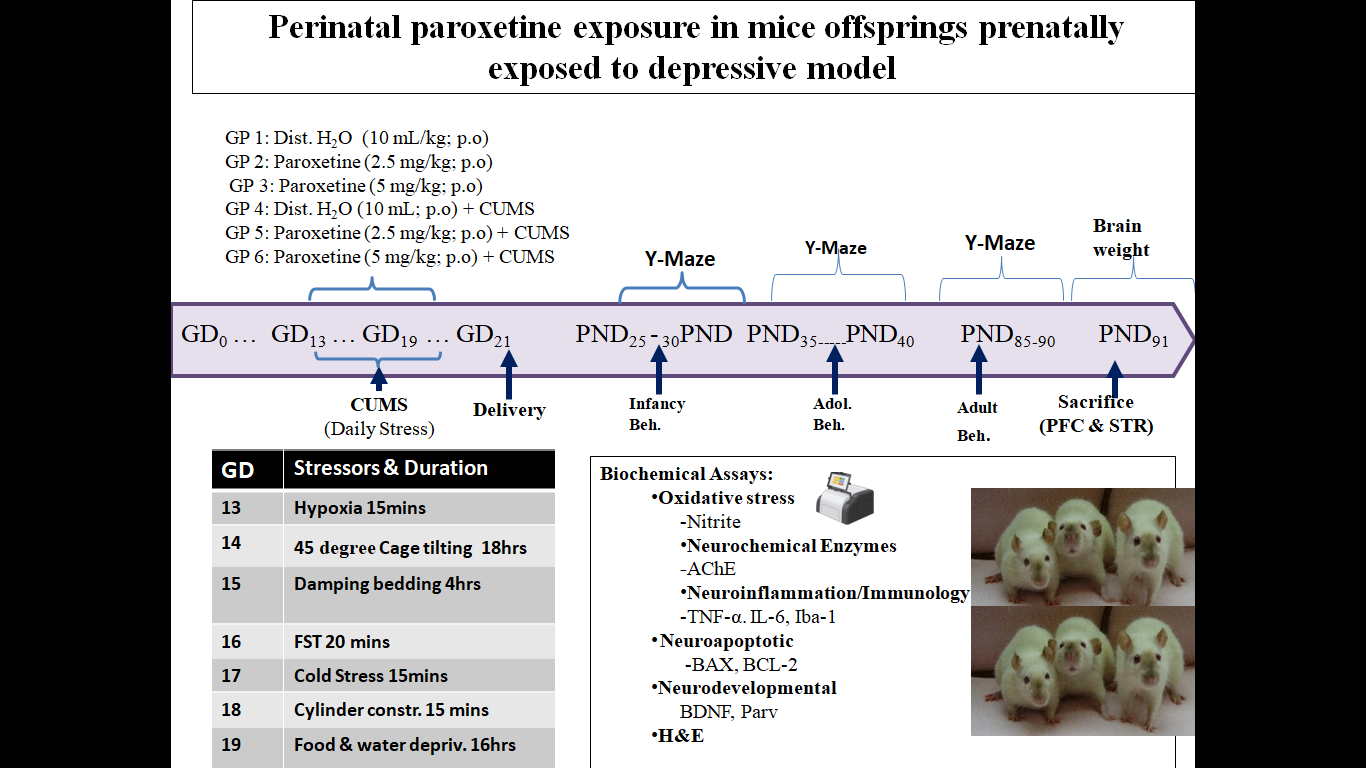 Perinatal paroxetine exposure in mice offsprings prenatally
exposed to depressive model
GP 1: Dist. H₂O (10 mL/kg; p.o)
GP 2: Paroxetine (2.5 mg/kg; p.o)
GP 3: Paroxetine (5 mg/kg; p.o)
GP 4: Dist. H₂O (10 mL; p.o) + CUMS
GP 5: Paroxetine (2.5 mg/kg; p.o) + CUMS
GP 6: Paroxetine (5 mg/kg; p.o) + CUMS
Y-Maze
Y-Maze
Y-Maze
Brain
weight
GD₀ … GD₁₃ … GD₁₉ … GD₂₁ PND₂₅ - ₃₀PND PND₃₅-----PND₄₀ PND₈₅₋₉₀ PND₉₁
CUMS
(Daily Stress)
Delivery
Infancy
Beh.
Adol.
Beh.
Adult
Beh.
Sacrifice
(PFC & STR)
GD Stressors & Duration
13 Hypoxia 15mins
14 45 degree Cage tilting 18hrs
15 Damping bedding 4hrs
16 FST 20 mins
17 Cold Stress 15mins
18 Cylinder constr. 15 mins
19 Food & water depriv. 16hrs
Biochemical Assays:
•Oxidative stress
-Nitrite
•Neurochemical Enzymes
-AChE
•Neuroinflammation/Immunology
-TNF-α. IL-6, Iba-1
•Neuroapoptotic
-BAX, BCL-2
•Neurodevelopmental
BDNF, Parv
•H&E